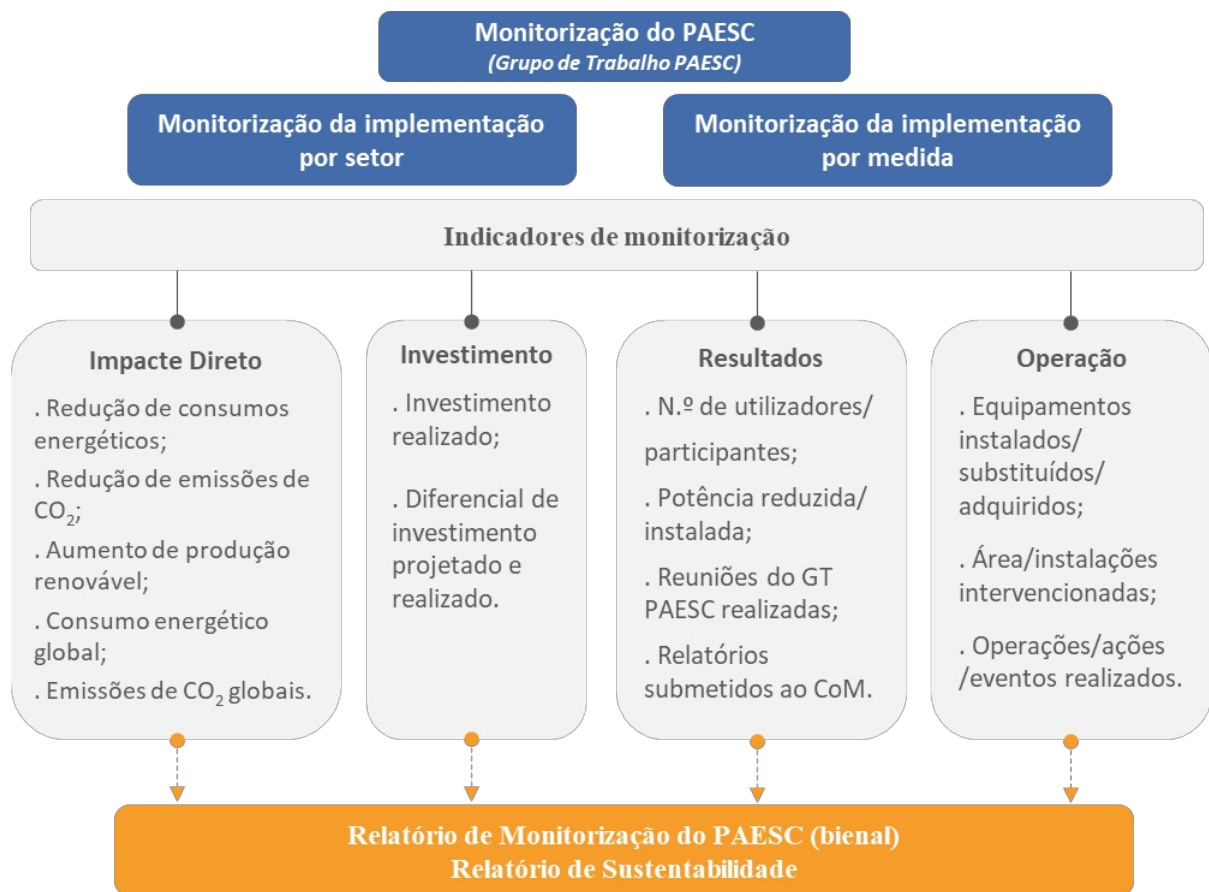 Monitorização do PAESC
(Grupo de Trabalho PAESC)
Monitorização da implementação
por setor
Monitorização da implementação
por medida
Indicadores de monitorização
Impacte Direto
. Redução de consumos
energéticos;
. Redução de emissões de
CO₂;
. Aumento de produção
renovável;
. Consumo energético
global;
. Emissões de CO₂ globais.
Investimento
. Investimento
realizado;
. Diferencial de
investimento
projetado e
realizado.
Resultados
. N.º de utilizadores/
participantes;
. Potência reduzida/
instalada;
. Reuniões do GT
PAESC realizadas;
. Relatórios
submetidos ao CoM.
Operação
. Equipamentos
instalados/
substituídos/
adquiridos;
. Área/instalações
intervencionadas;
. Operações/ações
/eventos realizados.
Relatório de Monitorização do PAESC (bienal)
Relatório de Sustentabilidade